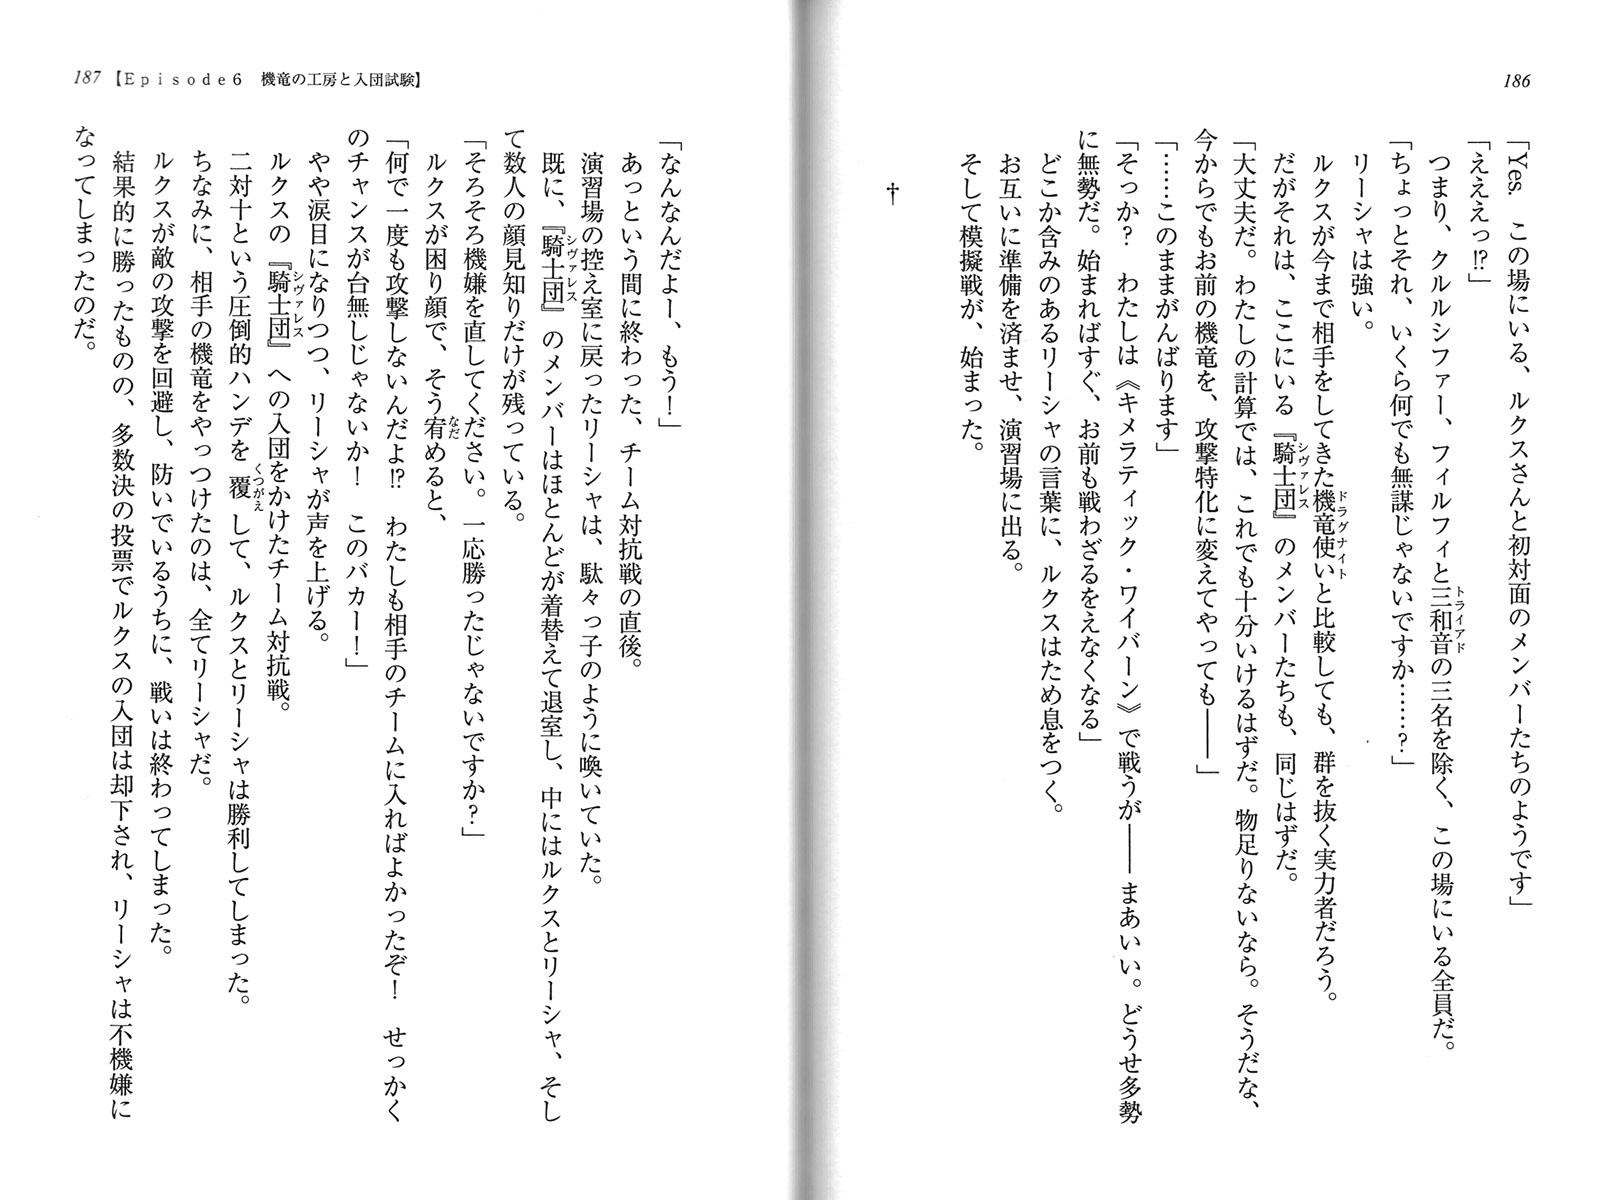 186
「Yes. この場にいる、ルクスさんと初対面のメンバーたちのようです」
「えええっ!?」
つまり、クルルシファー、フィルフィと三和音の三名を除く、この場にいる全員だ。
トライアド
「ちょっとそれ、いくら何でも無謀じゃないですか……?」
リーシャは強い。
ルクスが今まで相手をしてきた機竜使いと比較しても、群を抜く実力者だろう。
ドラグナイト
だがそれは、ここにいる『騎士団』のメンバーたちも、同じはずだ。
シヴァレス
「大丈夫だ。わたしの計算では、これでも十分いけるはずだ。物足りないなら。そうだな、
今からでもお前の機竜を、攻撃特化に変えてやっても――」
「……このままがんばります」
「そっか? わたしは《キメラティック・ワイバーン》で戦うが――まあいい。どうせ多勢
に無勢だ。始まればすぐ、お前も戦わざるをえなくなる」
どこか含みのあるリーシャの言葉に、ルクスはため息をつく。
お互いに準備を済ませ、演習場に出る。
そして模擬戦が、始まった。
†
187 【Episode6 機竜の工房と入団試験】
「なんなんだよー、もう!」
あっという間に終わった、チーム対抗戦の直後。
演習場の控え室に戻ったリーシャは、駄々っ子のように喚いていた。
既に、『騎士団』のメンバーはほとんどが着替えて退室し、中にはルクスとリーシャ、そし
シヴァレス
て数人の顔見知りだけが残っている。
「そろそろ機嫌を直してください。一応勝ったじゃないですか?」
ルクスが困り顔で、そう宥めると、
なだ
「何で一度も攻撃しないんだよ!? わたしも相手のチームに入ればよかったぞ! せっかく
のチャンスが台無しじゃないか! このバカー!」
やや涙目になりつつ、リーシャが声を上げる。
ルクスの『騎士団』への入団をかけたチーム対抗戦。
シヴァレス
二対十という圧倒的ハンデを覆して、ルクスとリーシャは勝利してしまった。
くつがえ
ちなみに、相手の機竜をやっつけたのは、全てリーシャだ。
ルクスが敵の攻撃を回避し、防いでいるうちに、戦いは終わってしまった。
結果的に勝ったものの、多数決の投票でルクスの入団は却下され、リーシャは不機嫌に
なってしまったのだ。